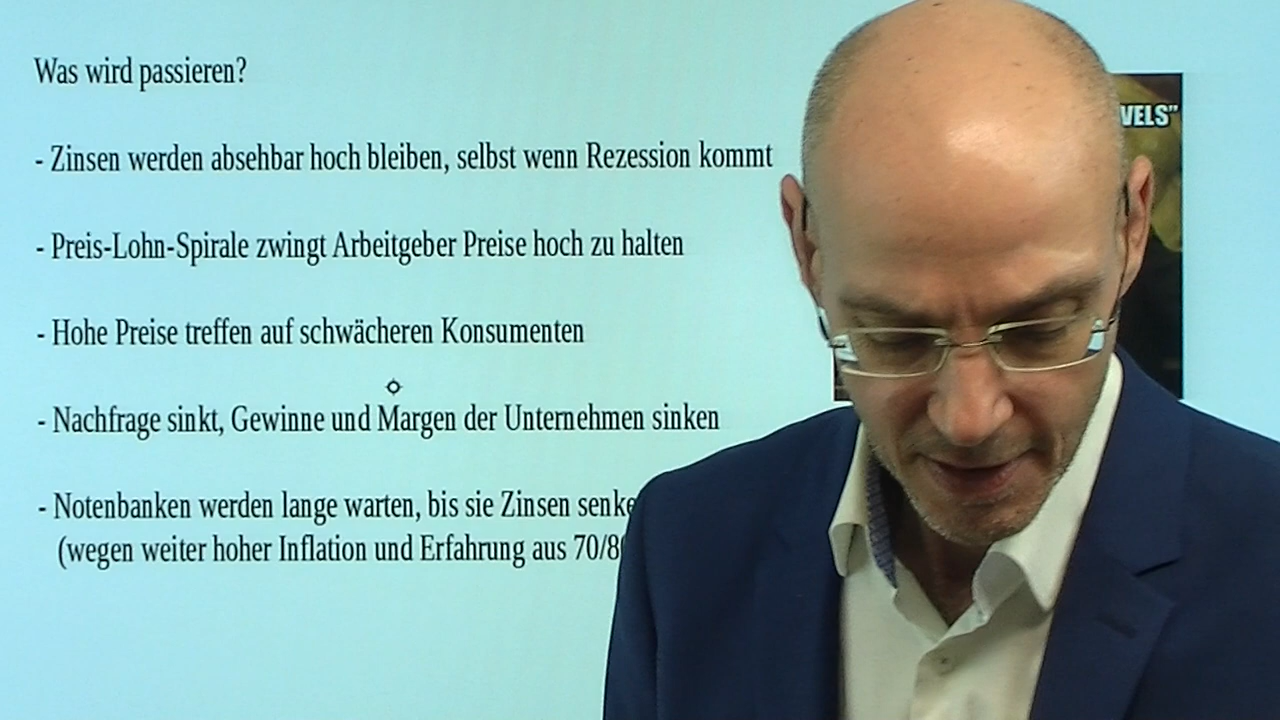 Was wird passieren?
- Zinsen werden absehbar hoch bleiben, selbst wenn Rezession kommt
- Preis-Lohn-Spirale zwingt Arbeitgeber Preise hoch zu halten
- Hohe Preise treffen auf schwächeren Konsumenten
- Nachfrage sinkt, Gewinne und Margen der Unternehmen sinken
- Notenbanken werden lange warten, bis sie Zinsen
(wegen weiter hoher Inflation und Erfahrung aus